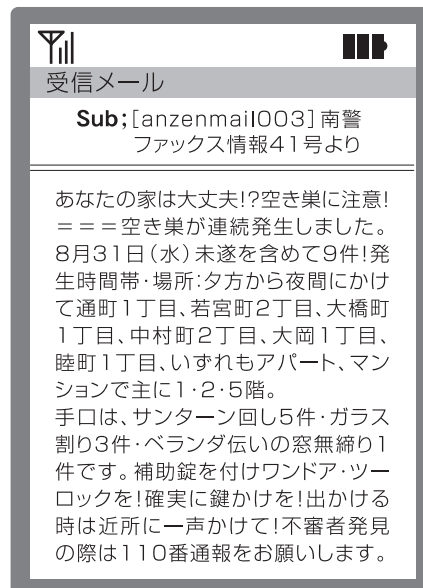 受信メール
Sub;[anzenmail003]南警
ファックス情報41号より
あなたの家は大丈夫!?空き巣に注意!
===空き巣が連続発生しました。
8月31日(水)未遂を含めて9件!発
生時間帯・場所:夕方から夜間にかけ
て通町1丁目、若宮町2丁目、大橋町
1丁目、中村町2丁目、大岡1丁目、
睦町1丁目、いずれもアパート、マン
ションで主に1・2・5階。
手口は、サンターン回し5件・ガラス
割り3件・ベランダ伝いの窓無締り1
件です。補助錠を付けワンドア・ツー
ロックを!確実に鍵かけを!出かける
時は近所に一声かけて!不審者発見
の際は110番通報をお願いします。